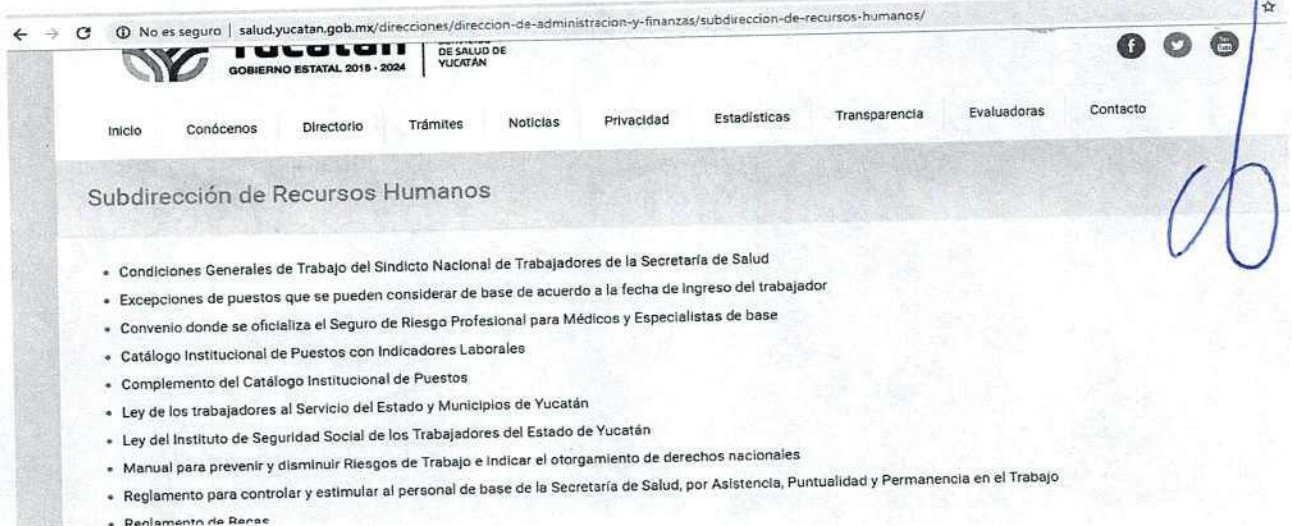 No es seguro | salud.yucatan.gob.mx/direcciones/direccion-de-administracion-y-finanzas/subdireccion-de-recursos-humanos/
Yucatán
GOBIERNO ESTATAL 2018 - 2024
DE SALUD DE
YUCATÁN
Inicio Conócenos Directorio Trámites Noticias Privacidad Estadísticas Transparencia Evaluadoras Contacto
Subdirección de Recursos Humanos
• Condiciones Generales de Trabajo del Sindicto Nacional de Trabajadores de la Secretaría de Salud
• Excepciones de puestos que se pueden considerar de base de acuerdo a la fecha de ingreso del trabajador
• Convenio donde se oficializa el Seguro de Riesgo Profesional para Médicos y Especialistas de base
• Catálogo Institucional de Puestos con Indicadores Laborales
• Complemento del Catálogo Institucional de Puestos
• Ley de los trabajadores al Servicio del Estado y Municipios de Yucatán
• Ley del Instituto de Seguridad Social de los Trabajadores del Estado de Yucatán
• Manual para prevenir y disminuir Riesgos de Trabajo e Indicar el otorgamiento de derechos nacionales
• Reglamento para controlar y estimular al personal de base de la Secretaría de Salud, por Asistencia, Puntualidad y Permanencia en el Trabajo
• Reglamento de Becas